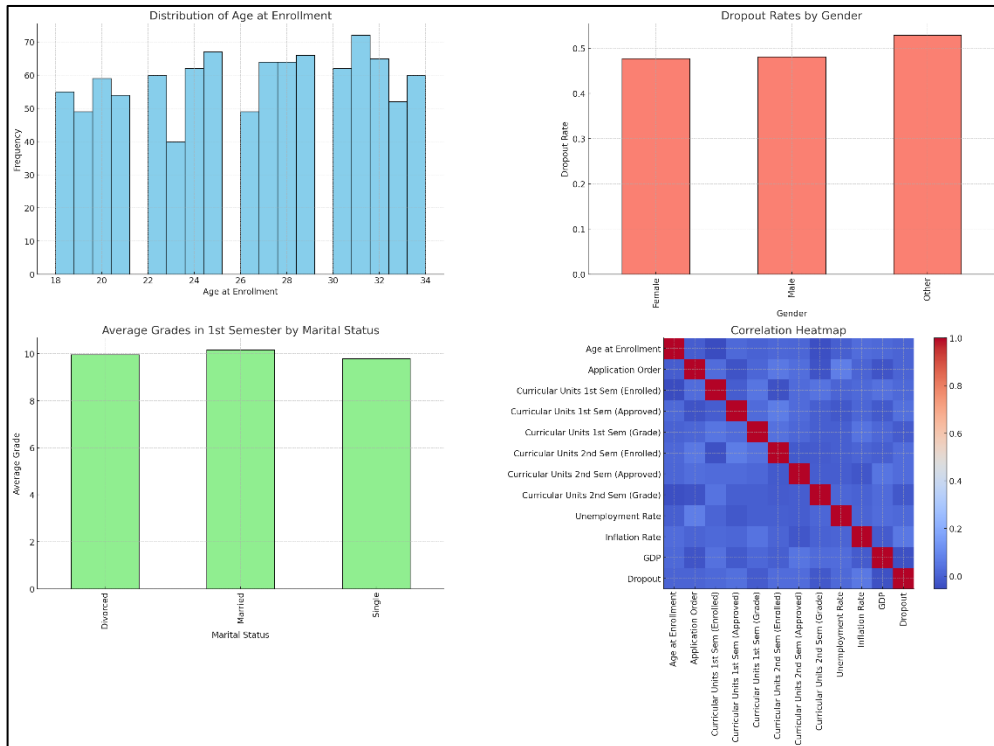 Distribution of Age at Enrollment
70
60
50
40
30
20
10
0
Frequency
18 20 22 24 26 28 30 32 34
Age at Enrollment
Dropout Rates by Gender
0.5
0.4
0.3
0.2
0.1
0.0
Dropout Rate
Female Male Other
Gender
Average Grades in 1st Semester by Marital Status
10
8
6
4
2
0
Average Grade
Divorced Married Single
Marital Status
Correlation Heatmap
Age at Enrollment
Application Order
Curricular Units 1st Sem (Enrolled)
Curricular Units 1st Sem (Approved)
Curricular Units 1st Sem (Grade)
Curricular Units 2nd Sem (Enrolled)
Curricular Units 2nd Sem (Approved)
Curricular Units 2nd Sem (Grade)
Unemployment Rate
Inflation Rate
GDP
Dropout
Age at Enrollment
Application Order
Curricular Units 1st Sem (Enrolled)
Curricular Units 1st Sem (Approved)
Curricular Units 1st Sem (Grade)
Curricular Units 2nd Sem (Enrolled)
Curricular Units 2nd Sem (Approved)
Curricular Units 2nd Sem (Grade)
Unemployment Rate
Inflation Rate
GDP
Dropout
1.0
0.8
0.6
0.4
0.2
0.0